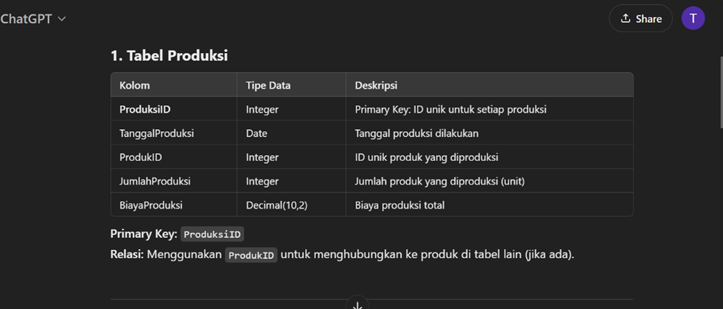 ChatGPT
Share
T
1. Tabel Produksi
Kolom Tipe Data Deskripsi
ProduksiID Integer Primary Key: ID unik untuk setiap produksi
TanggalProduksi Date Tanggal produksi dilakukan
ProdukID Integer ID unik produk yang diproduksi
JumlahProduksi Integer Jumlah produk yang diproduksi (unit)
BiayaProduksi Decimal(10,2) Biaya produksi total
Primary Key: ProduksiID
Relasi: Menggunakan ProdukID untuk menghubungkan ke produk di tabel lain (jika ada).